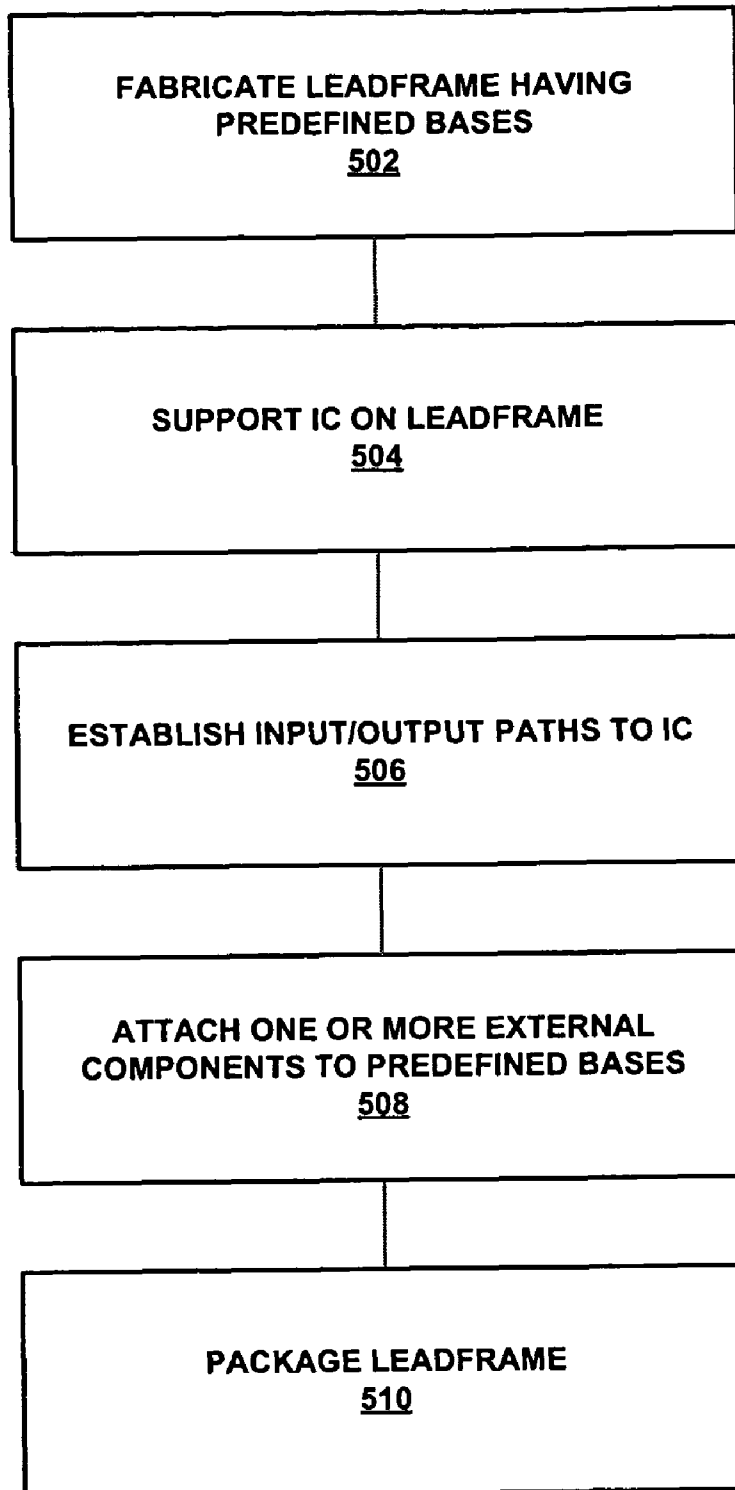 FABRICATE LEADFRAME HAVING
PREDEFINED BASES
502
SUPPORT IC ON LEADFRAME
504
ESTABLISH INPUT/OUTPUT PATHS TO IC
506
ATTACH ONE OR MORE EXTERNAL
COMPONENTS TO PREDEFINED BASES
508
PACKAGE LEADFRAME
510